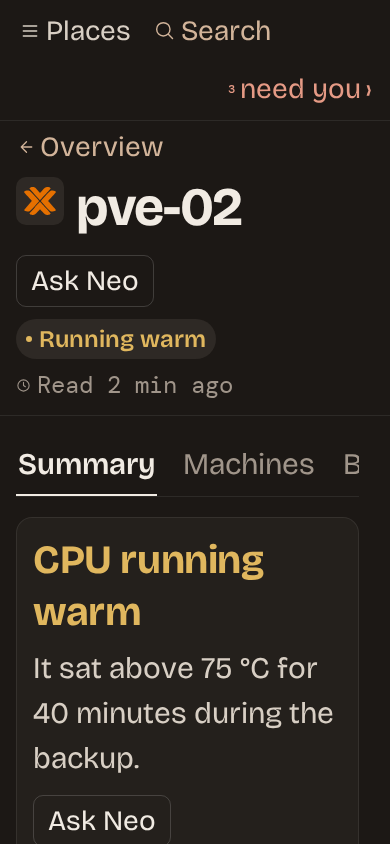 Places Search
3 need you ›
← Overview
pve-02
Ask Neo
• Running warm
Read 2 min ago
Summary Machines B
CPU running
warm
It sat above 75 °C for
40 minutes during the
backup.
Ask Neo